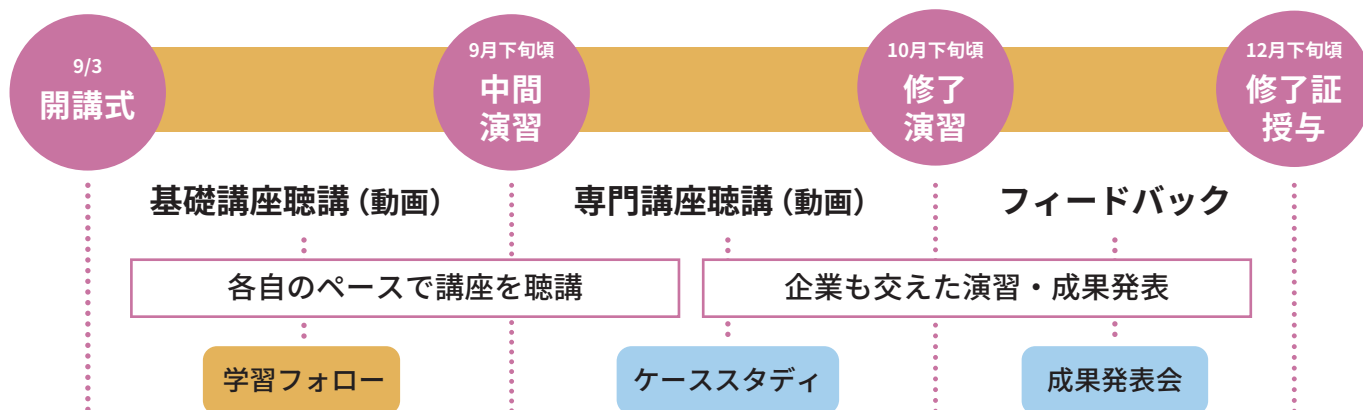 9/3
開講式
9月下旬頃
中間
演習
10月下旬頃
修了
演習
12月下旬頃
修了証
授与
基礎講座聴講（動画）
専門講座聴講（動画）
フィードバック
各自のペースで講座を聴講
企業も交えた演習・成果発表
学習フォロー
ケーススタディ
成果発表会